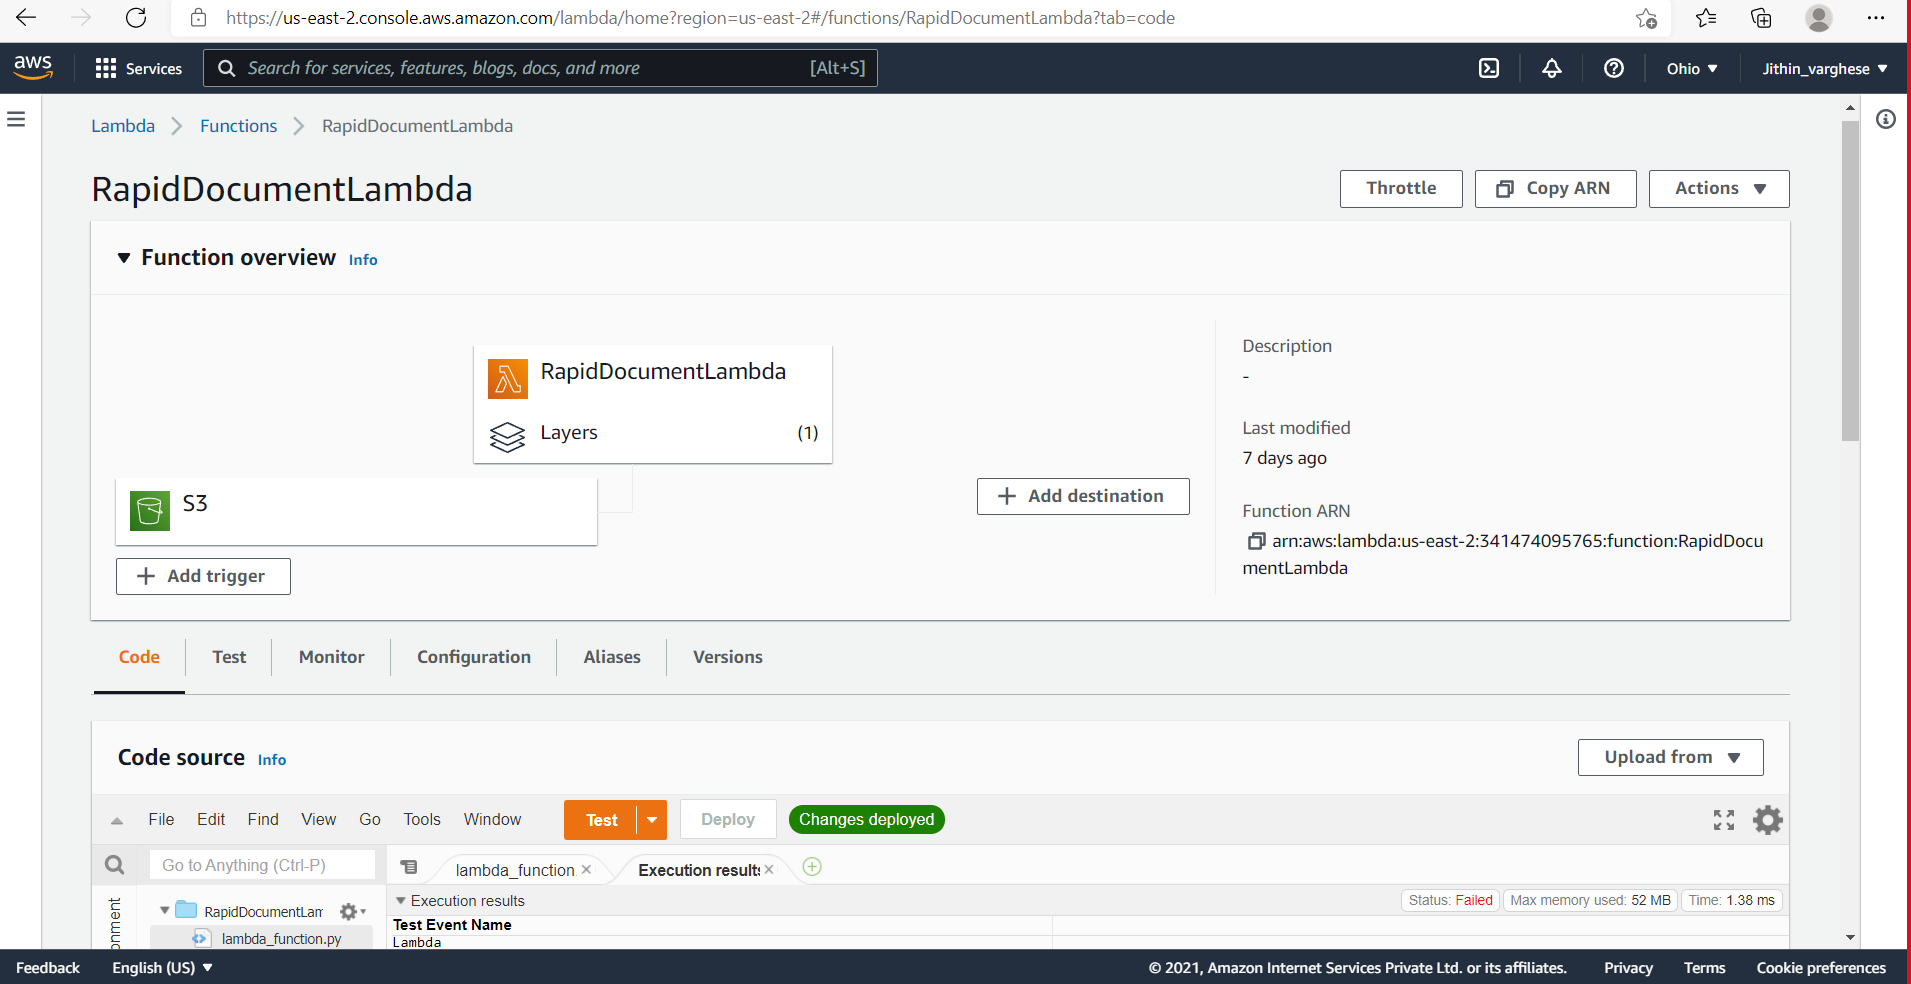 https://us-east-2.console.aws.amazon.com/lambda/home?region=us-east-2#/functions/RapidDocumentLambda?tab=code
aws Services Search for services, features, blogs, docs, and more [Alt+S] Ohio Jithin_varghese
Lambda Functions RapidDocumentLambda
RapidDocumentLambda Throttle Copy ARN Actions
Function overview Info
RapidDocumentLambda
Layers (1)
S3
Add trigger
Add destination
Description
-
Last modified
7 days ago
Function ARN
arn:aws:lambda:us-east-2:341474095765:function:RapidDocu
mentLambda
Code Test Monitor Configuration Aliases Versions
Code source Info Upload from
File Edit Find View Go Tools Window Test Deploy Changes deployed
Go to Anything (Ctrl-P) lambda_function Execution results
Execution results Status: Failed Max memory used: 52 MB Time: 1.38 ms
RapidDocumentLam
Test Event Name
lambda_function.py
Lambda
Feedback English (US) © 2021, Amazon Internet Services Private Ltd. or its affiliates. Privacy Terms Cookie preferences